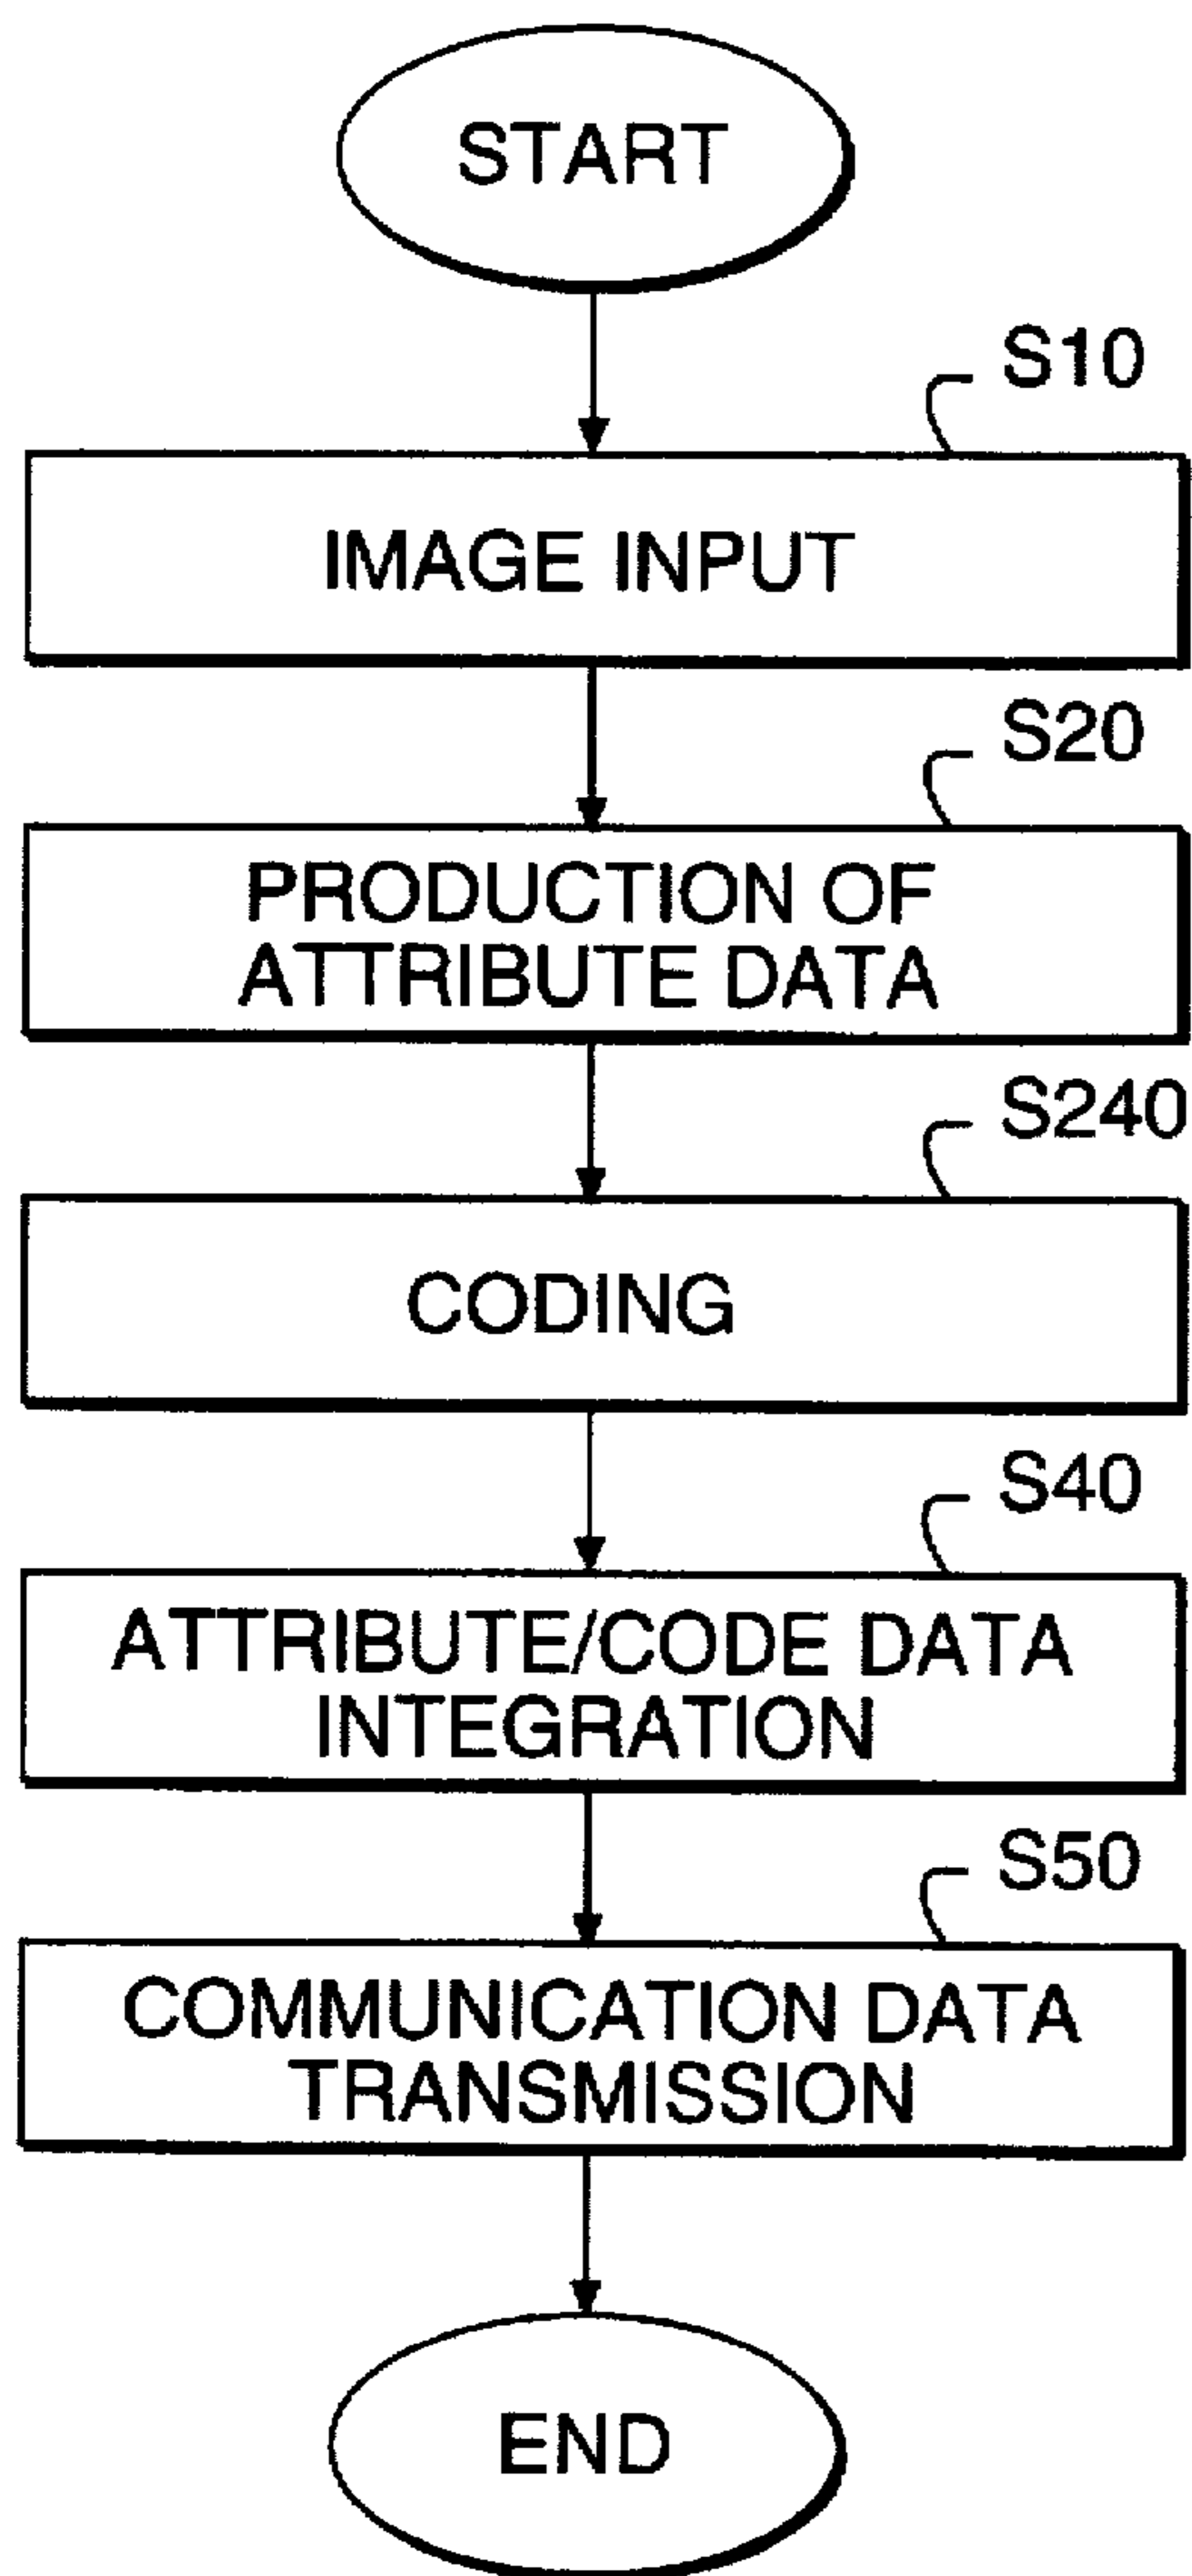 START
S10
IMAGE INPUT
S20
PRODUCTION OF
ATTRIBUTE DATA
S240
CODING
S40
ATTRIBUTE/CODE DATA
INTEGRATION
S50
COMMUNICATION DATA
TRANSMISSION
END